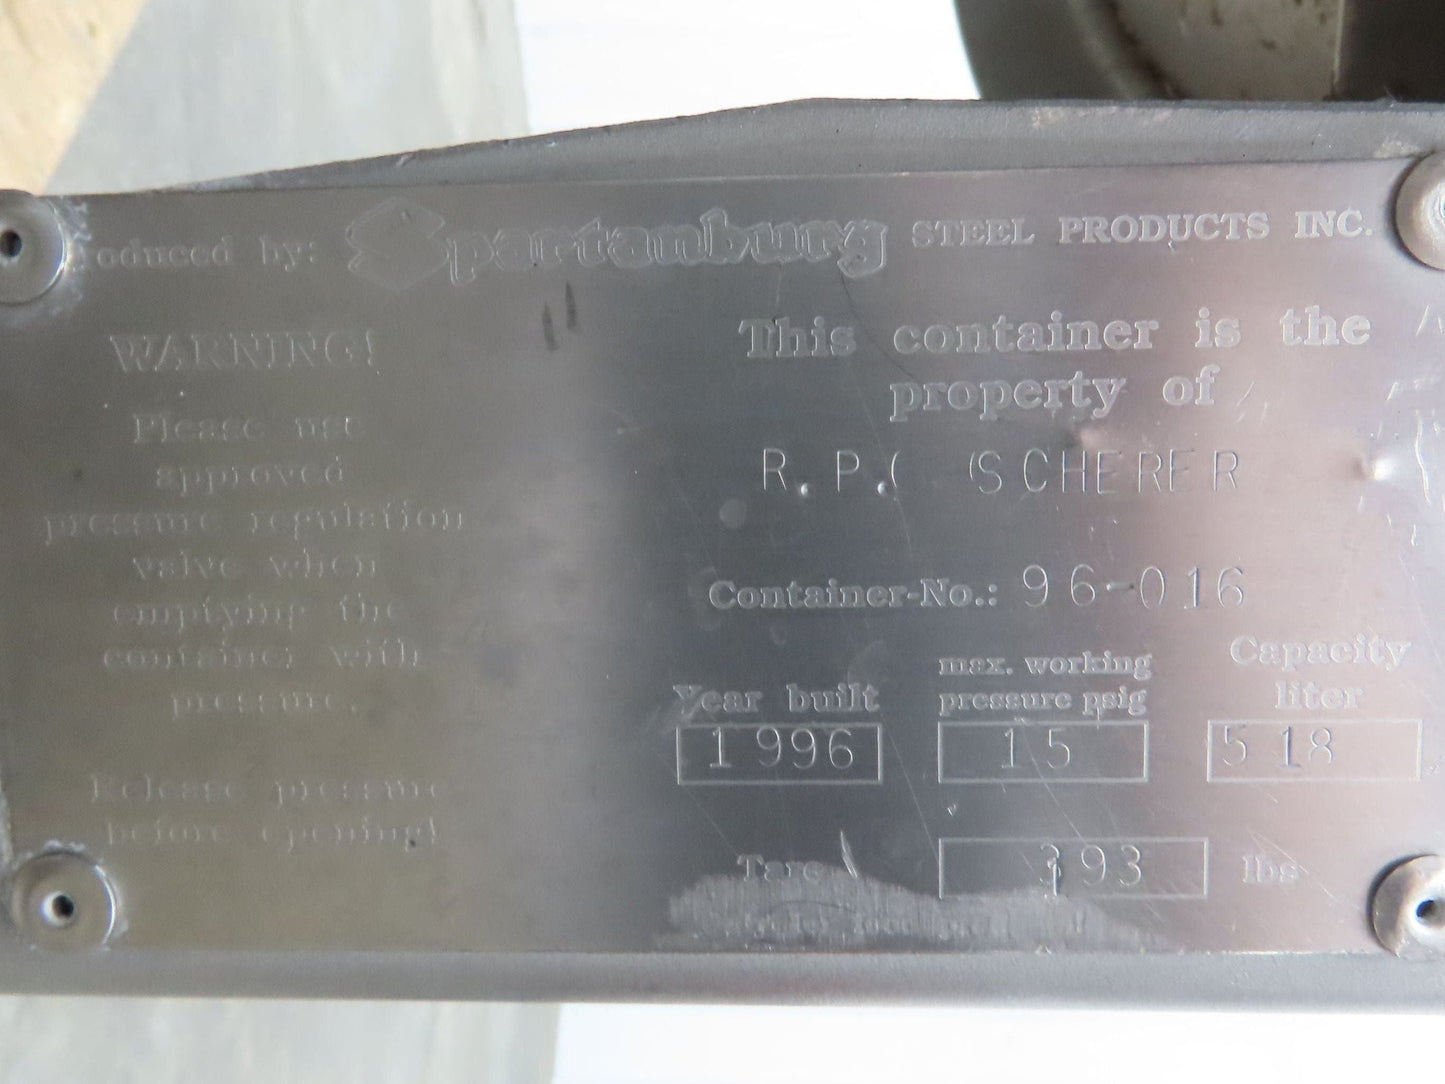 Produced by: Spartanburg STEEL PRODUCTS INC.
WARNING!
Please use
approved
pressure regulation
valve when
emptying the
container with
pressure.
Release pressure
before opening!
This container is the
property of
R.P. SCHERER
Container-No.: 96-016
Year built
1996
max. working
pressure psig
15
Capacity
liter
518
Tare 393 lbs